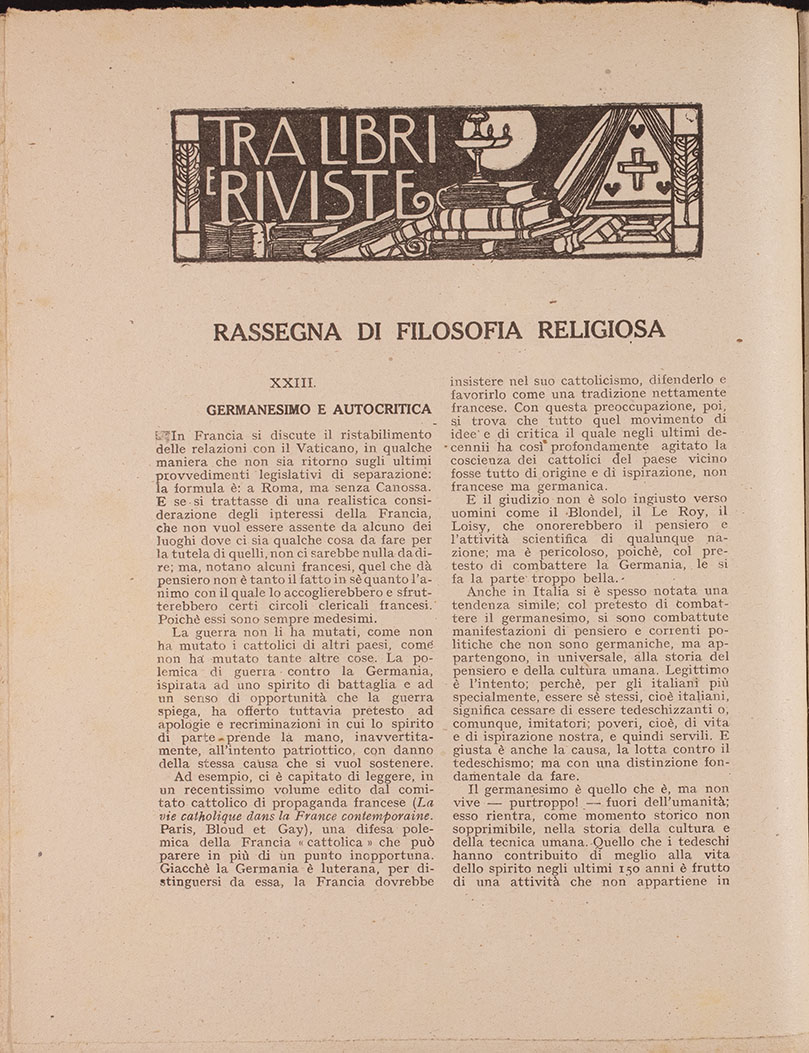 TRA LIBRI
E RIVISTE
RASSEGNA DI FILOSOFIA RELIGIOSA
XXIII.
GERMANESIMO E AUTOCRITICA
In Francia si discute il ristabilimento
delle relazioni con il Vaticano, in qualche
maniera che non sia ritorno sugli ultimi
provvedimenti legislativi di separazione:
la formula è: a Roma, ma senza Canossa.
E se si trattasse di una realistica consi-
derazione degli interessi della Francia,
che non vuol essere assente da alcuno dei
luoghi dove ci sia qualche cosa da fare per
la tutela di quelli, non ci sarebbe nulla da di-
re; ma, notano alcuni francesi, quel che dà
pensiero non è tanto il fatto in sè quanto l'a-
nimo con il quale lo accoglierebbero e sfrut-
terebbero certi circoli clericali francesi.
Poichè essi sono sempre medesimi.
La guerra non li ha mutati, come non
ha mutato i cattolici di altri paesi, come
non ha mutato tante altre cose. La po-
lemica di guerra contro la Germania,
ispirata ad uno spirito di battaglia e ad
un senso di opportunità che la guerra
spiega, ha offerto tuttavia pretesto ad
apologie e recriminazioni in cui lo spirito
di parte prende la mano, inavvertita-
mente, all'intento patriottico, con danno
della stessa causa che si vuol sostenere.
Ad esempio, ci è capitato di leggere, in
un recentissimo volume edito dal comi-
tato cattolico di propaganda francese (La
vie catholique dans la France contemporaine.
Paris, Bloud et Gay), una difesa pole-
mica della Francia « cattolica » che può
parere in più di un punto inopportuna.
Giacchè la Germania è luterana, per di-
stinguersi da essa, la Francia dovrebbe
insistere nel suo cattolicismo, difenderlo e
favorirlo come una tradizione nettamente
francese. Con questa preoccupazione, poi,
si trova che tutto quel movimento di
idee e di critica il quale negli ultimi de-
cennii ha così profondamente agitato la
coscienza dei cattolici del paese vicino
fosse tutto di origine e di ispirazione, non
francese ma germanica.
E il giudizio non è solo ingiusto verso
uomini come il Blondel, il Le Roy, il
Loisy, che onorerebbero il pensiero e
l'attività scientifica di qualunque na-
zione; ma è pericoloso, poichè, col pre-
testo di combattere la Germania, le si
fa la parte troppo bella.
Anche in Italia si è spesso notata una
tendenza simile; col pretesto di combat-
tere il germanesimo, si sono combattute
manifestazioni di pensiero e correnti po-
litiche che non sono germaniche, ma ap-
partengono, in universale, alla storia del
pensiero e della cultura umana. Legittimo
è l'intento; perchè, per gli italiani più
specialmente, essere sè stessi, cioè italiani,
significa cessare di essere tedeschizzanti o,
comunque, imitatori; poveri, cioè, di vita
e di ispirazione nostra, e quindi servili. E
giusta è anche la causa, la lotta contro il
tedeschismo; ma con una distinzione fon-
damentale da fare.
Il germanesimo è quello che è, ma non
vive — purtroppo! — fuori dell'umanità;
esso rientra, come momento storico non
sopprimibile, nella storia della cultura e
della tecnica umana. Quello che i tedeschi
hanno contribuito di meglio alla vita
dello spirito negli ultimi 150 anni è frutto
di una attività che non appartiene in